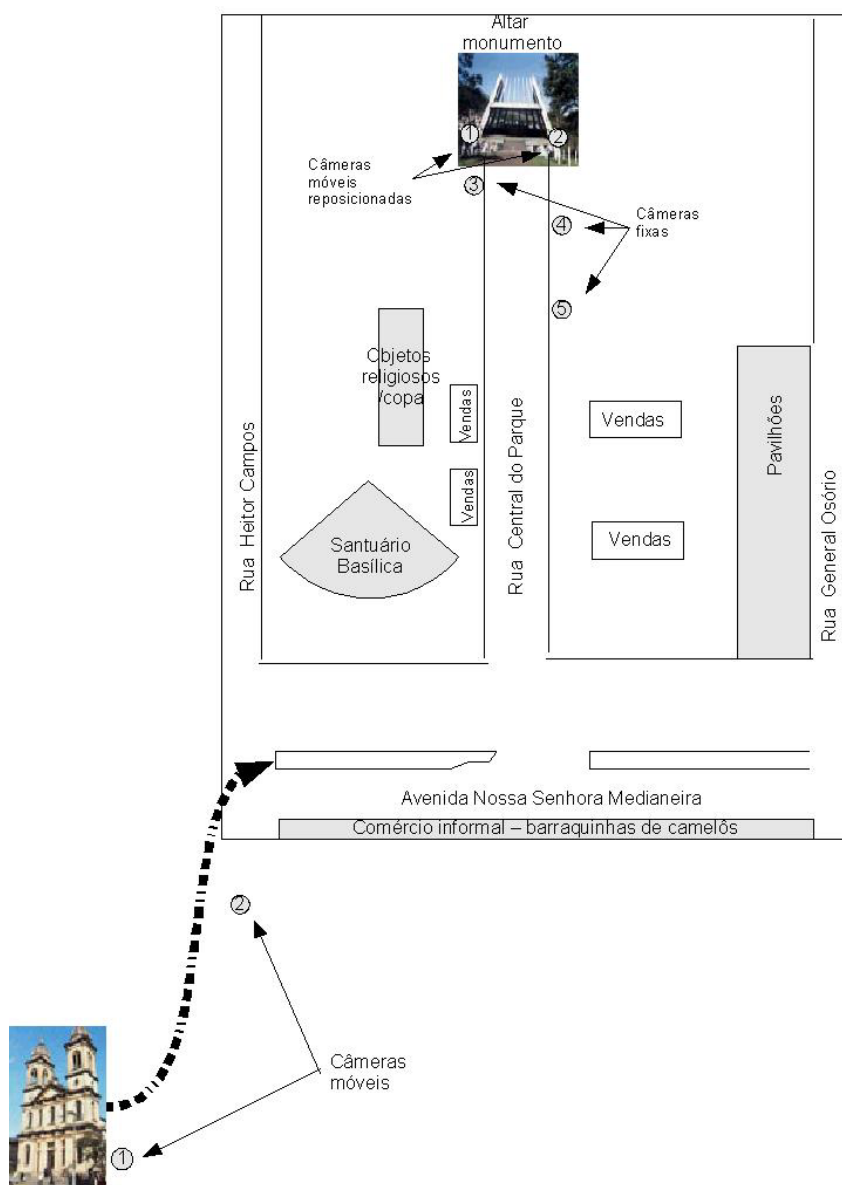 Altar
monumento
1
2
Câmeras
móveis
reposicionadas
3
Câmeras
fixas
4
5
Objetos
religiosos
/copa
Vendas
Vendas
Vendas
Vendas
Pavilhões
Rua Heitor Campos
Rua Central do Parque
Rua General Osório
Santuário
Basílica
Avenida Nossa Senhora Medianeira
Comércio informal – barraquinhas de camelôs
2
Câmeras
móveis
1